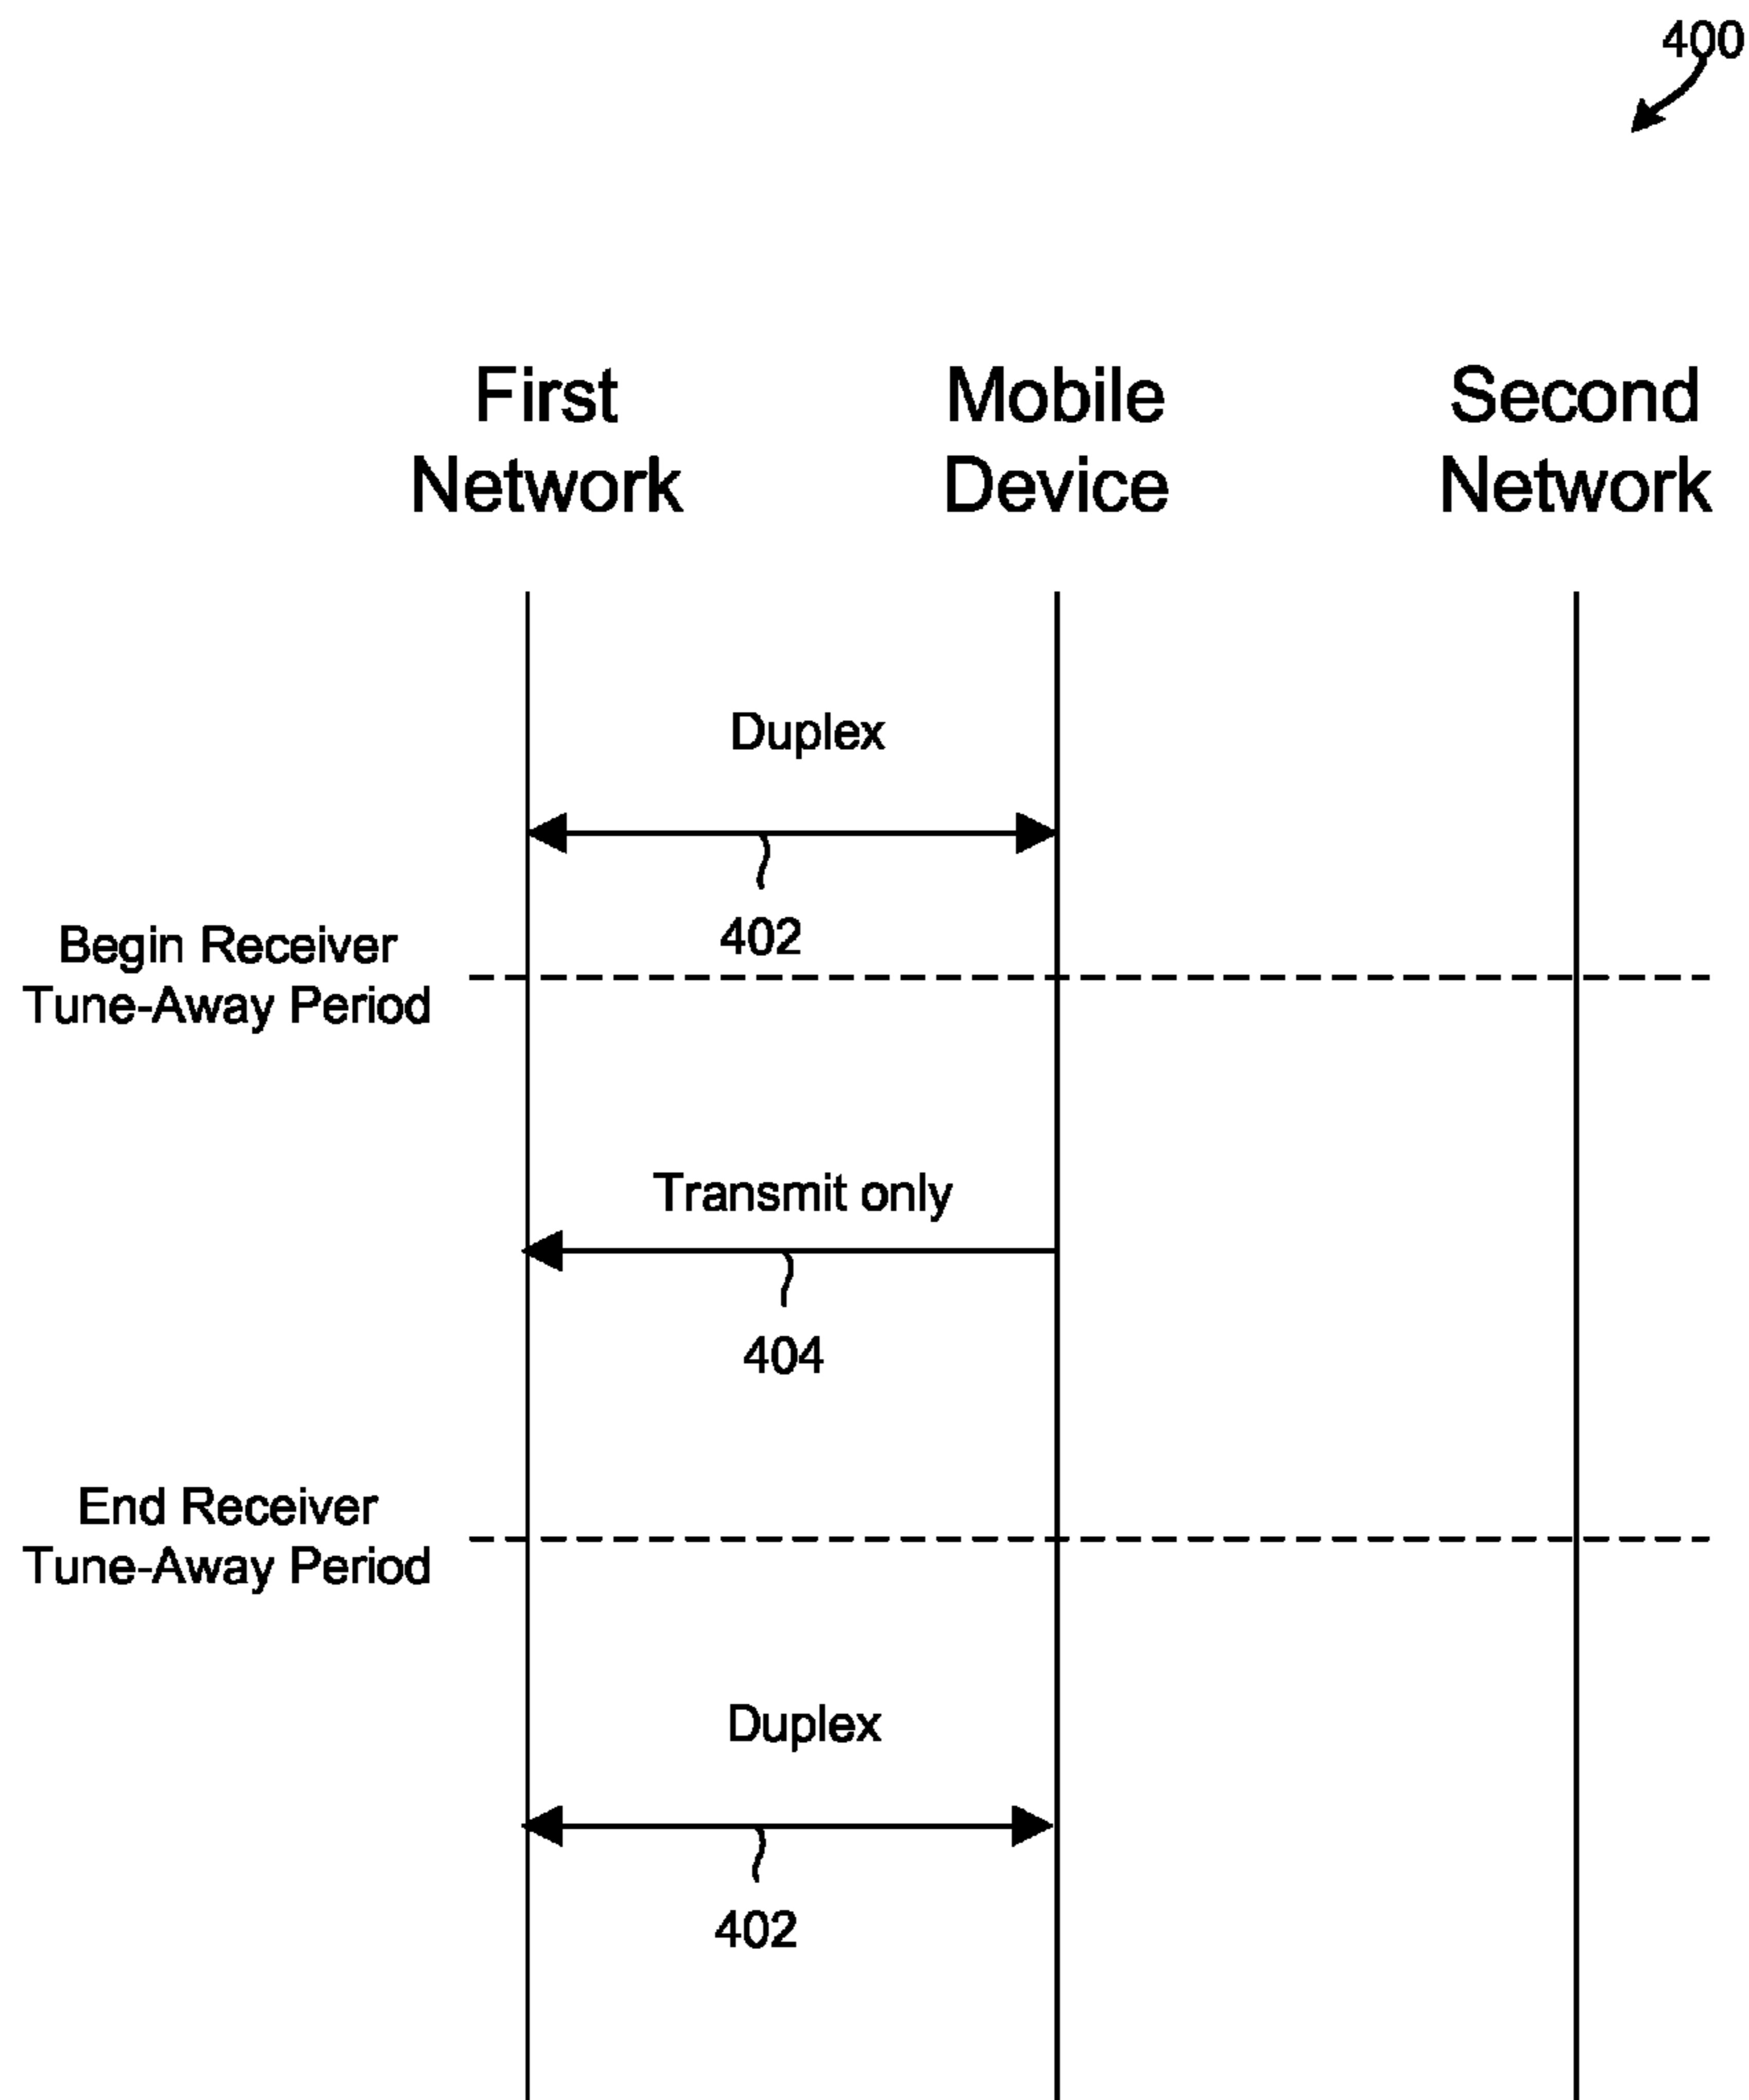 400
First
Network
Mobile
Device
Second
Network
Duplex
402
Begin Receiver
Tune-Away Period
Transmit only
404
End Receiver
Tune-Away Period
Duplex
402